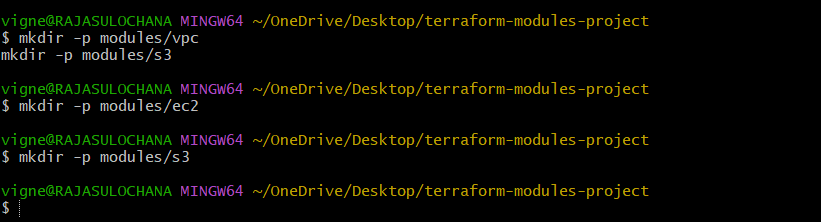 vigne@RAJASULOCHANA MINGW64 ~/OneDrive/Desktop/terraform-modules-project
$ mkdir -p modules/vpc
mkdir -p modules/s3
vigne@RAJASULOCHANA MINGW64 ~/OneDrive/Desktop/terraform-modules-project
$ mkdir -p modules/ec2
vigne@RAJASULOCHANA MINGW64 ~/OneDrive/Desktop/terraform-modules-project
$ mkdir -p modules/s3
vigne@RAJASULOCHANA MINGW64 ~/OneDrive/Desktop/terraform-modules-project
$